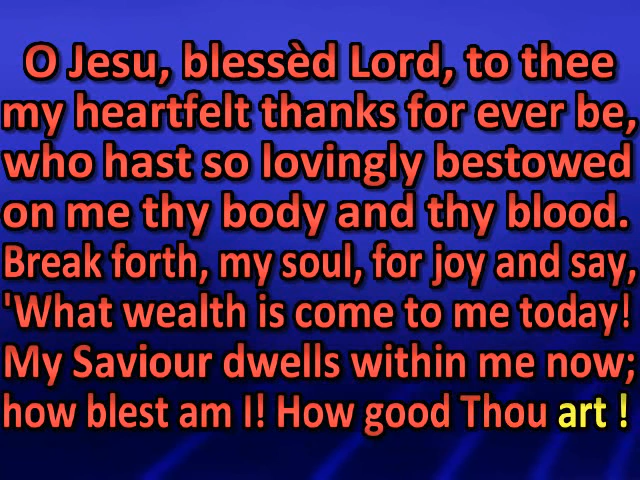 O Jesu, blessèd Lord, to thee
my heartfelt thanks for ever be,
who hast so lovingly bestowed
on me thy body and thy blood.
Break forth, my soul, for joy and say,
'What wealth is come to me today!
My Saviour dwells within me now;
how blest am I! How good Thou art !